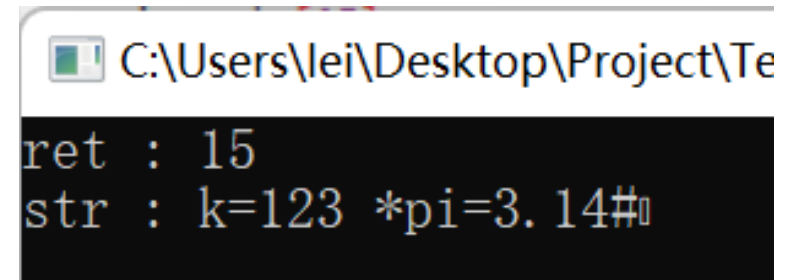 C:\Users\lei\Desktop\Project\Te
ret : 15
str : k=123 *pi=3.14#